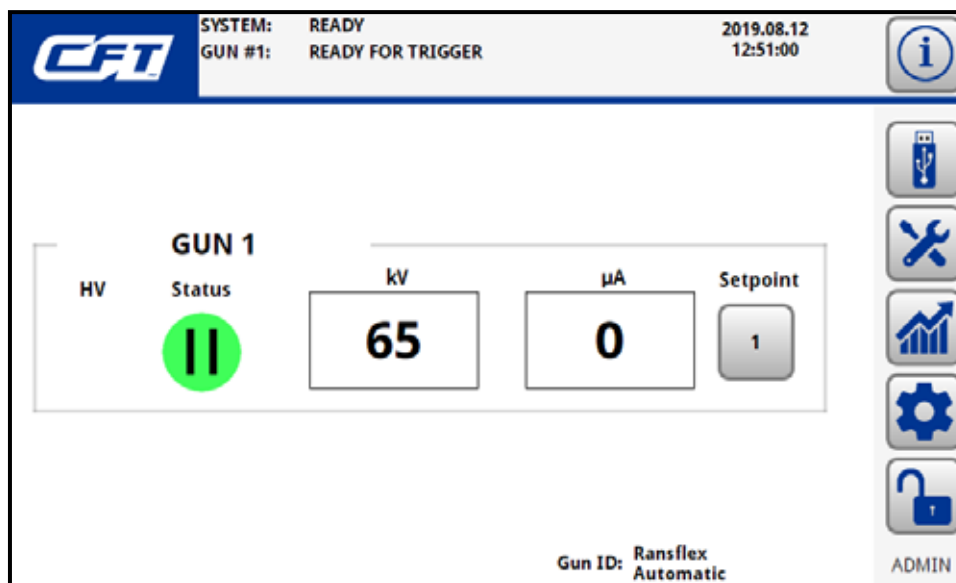 CFT
SYSTEM: READY
GUN #1: READY FOR TRIGGER
2019.08.12
12:51:00
i
GUN 1
HV
Status
kV
65
µA
0
Setpoint
1
Gun ID: Ransflex
Automatic
ADMIN